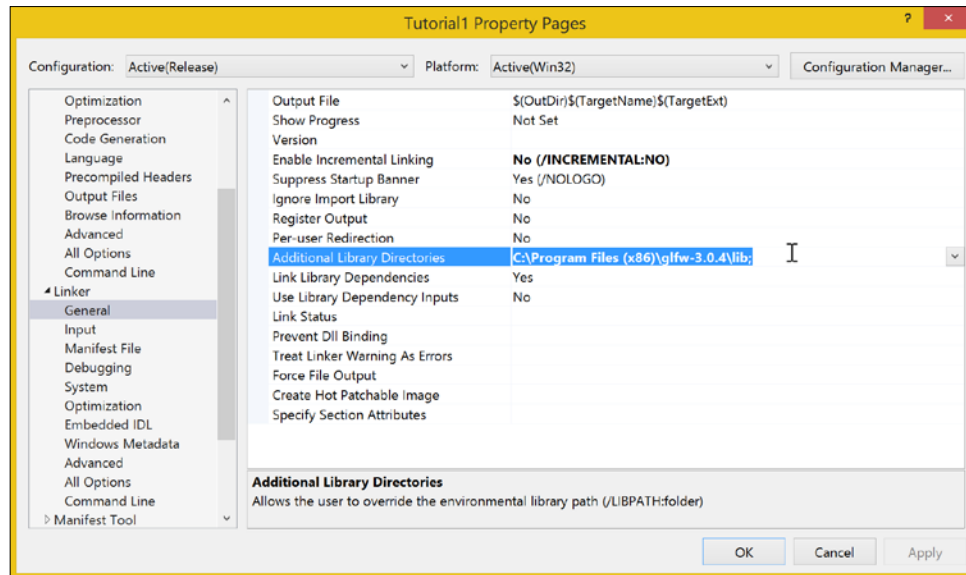 Tutorial1 Property Pages
? ×
Configuration: Active(Release) Platform: Active(Win32) Configuration Manager...
Optimization
Preprocessor
Code Generation
Language
Precompiled Headers
Output Files
Browse Information
Advanced
All Options
Command Line
Linker
General
Input
Manifest File
Debugging
System
Optimization
Embedded IDL
Windows Metadata
Advanced
All Options
Command Line
Manifest Tool
Output File $(OutDir)$(TargetName)$(TargetExt)
Show Progress Not Set
Version
Enable Incremental Linking No (/INCREMENTAL:NO)
Suppress Startup Banner Yes (/NOLOGO)
Ignore Import Library No
Register Output No
Per-user Redirection No
Additional Library Directories C:\Program Files (x86)\glfw-3.0.4\lib;
Link Library Dependencies Yes
Use Library Dependency Inputs No
Link Status
Prevent Dll Binding
Treat Linker Warning As Errors
Force File Output
Create Hot Patchable Image
Specify Section Attributes
Additional Library Directories
Allows the user to override the environmental library path (/LIBPATH:folder)
OK Cancel Apply